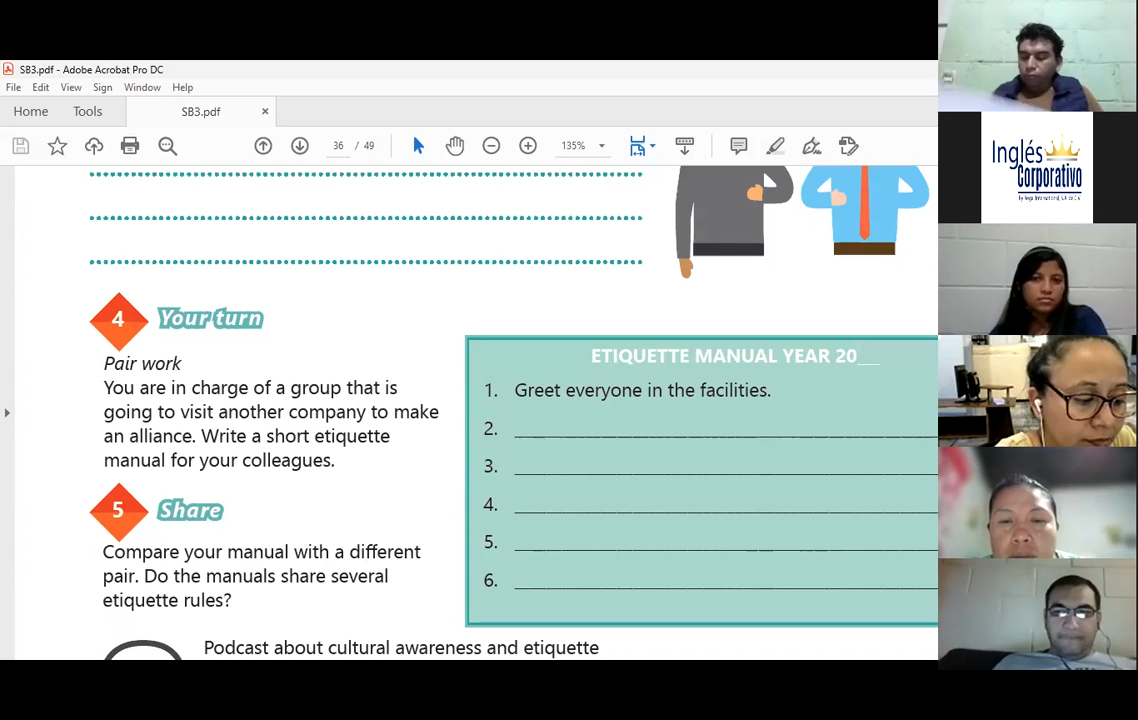 SB3.pdf - Adobe Acrobat Pro DC
File Edit View Sign Window Help
Home Tools SB3.pdf ×
36 / 49 135%
4 Your turn
Pair work
You are in charge of a group that is
going to visit another company to make
an alliance. Write a short etiquette
manual for your colleagues.
5 Share
Compare your manual with a different
pair. Do the manuals share several
etiquette rules?
ETIQUETTE MANUAL YEAR 20__
1. Greet everyone in the facilities.
2.
3.
4.
5.
6.
Podcast about cultural awareness and etiquette
Inglés
Corporativo